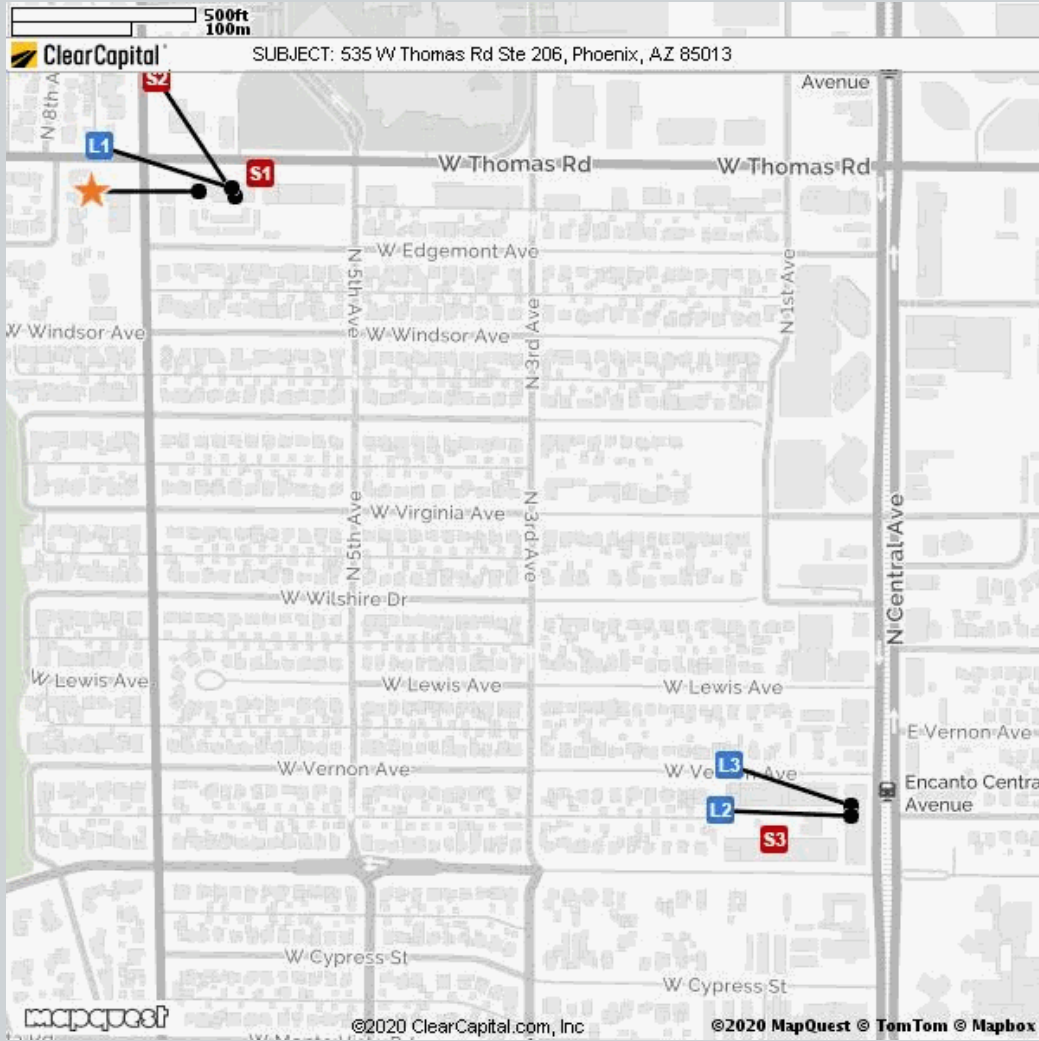 500ft
100m
ClearCapital
SUBJECT: 535 W Thomas Rd Ste 206, Phoenix, AZ 85013
Avenue
N 8th A
S2
L1
S1
W Thomas Rd
W Thomas Rd
W Edgemont Ave
N 5th Ave
N 3rd Ave
N 1st Ave
W Windsor Ave
W Windsor Ave
W Virginia Ave
N 5th Ave
N 3rd Ave
N Central Ave
W Wilshire Dr
W Lewis Ave
W Lewis Ave
W Lewis Ave
E Vernon Ave
W Vernon Ave
L3
W Ve
Ave
L2
Encanto Centra
Avenue
S3
W Cypress St
W Cypress St
mapquest
©2020 ClearCapital.com, Inc
©2020 MapQuest © TomTom © Mapbox